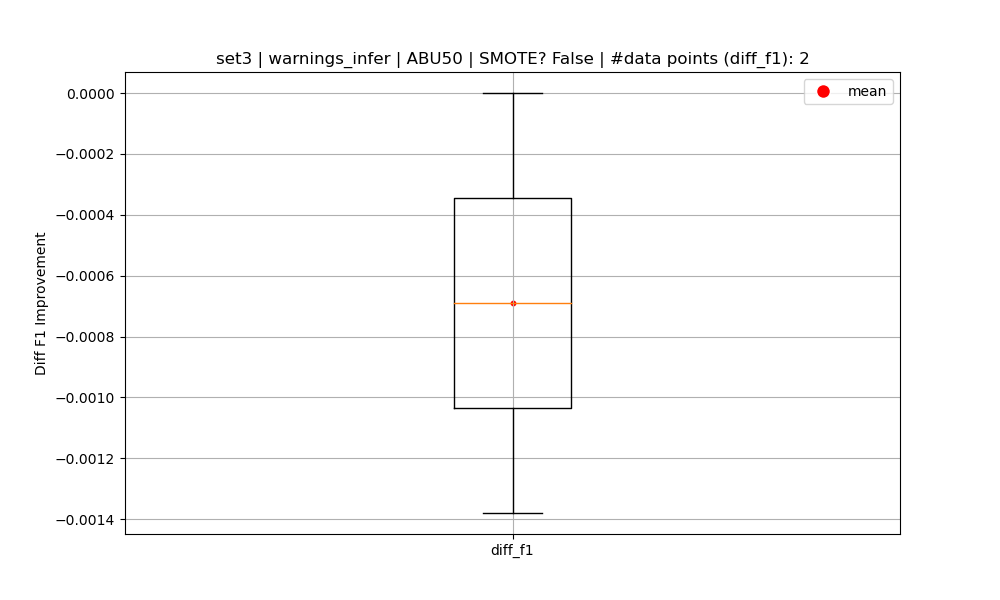 set3 | warnings_infer | ABU50 | SMOTE? False | #data points (diff_f1): 2
mean
0.0000
−0.0002
−0.0004
−0.0006
−0.0008
−0.0010
−0.0012
−0.0014
Diff F1 Improvement
diff_f1